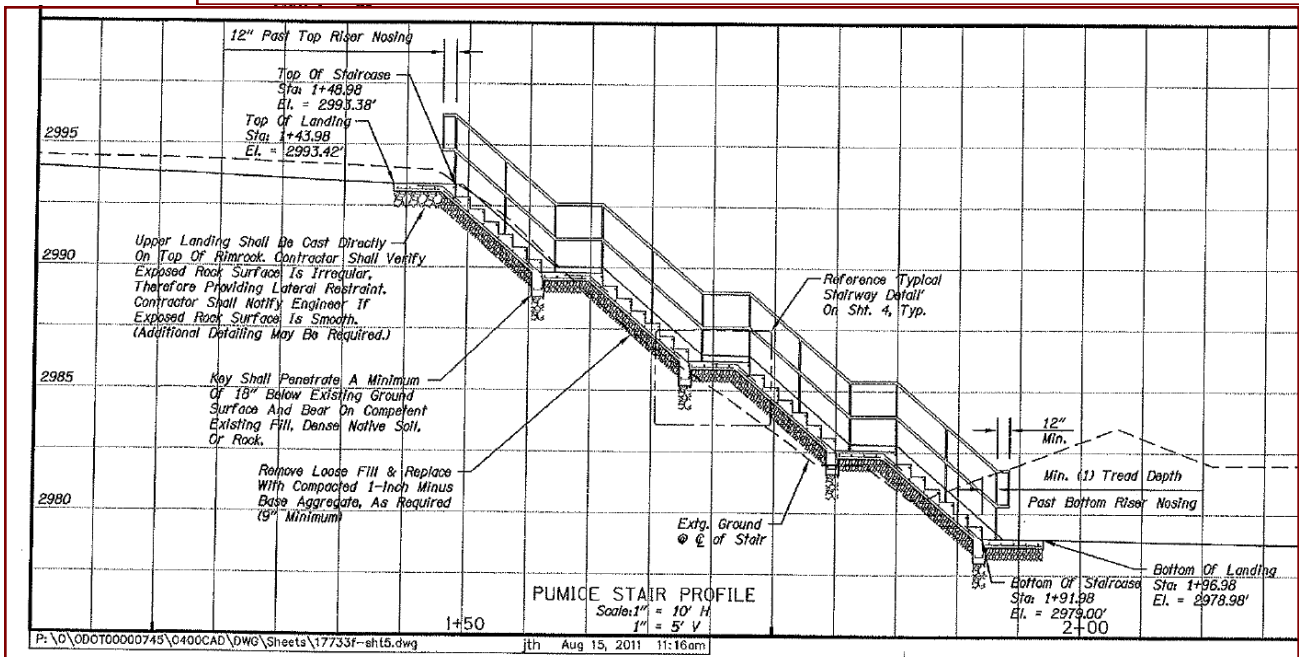 12" Past Top Riser Nosing
Top Of Staircase
Sta: 1+48.98
El. = 2993.38'
Top Of Landing
Sta: 1+43.98
El. = 2993.42'
2995
Upper Landing Shall Be Cast Directly
On Top Of Rimrock. Contractor Shall Verify
Exposed Rock Surface Is Irregular,
Therefore Providing Lateral Restraint.
Contractor Shall Notify Engineer If
Exposed Rock Surface Is Smooth.
(Additional Detailing May Be Required.)
2990
Reference 'Typical
Stairway Detail'
On Sht. 4, Typ.
Key Shall Penetrate A Minimum
Of 18" Below Existing Ground
Surface And Bear On Competent
Existing Fill, Dense Native Soil,
Or Rock.
2985
12"
Min.
Remove Loose Fill & Replace
With Compacted 1-Inch Minus
Base Aggregate, As Required
(9" Minimum)
Min. (1) Tread Depth
Past Bottom Riser Nosing
2980
Extg. Ground
@ ℄ of Stair
Bottom Of Landing
Sta: 1+96.98
El. = 2978.98'
Bottom Of Staircase
Sta: 1+91.98
El. = 2979.00'
PUMICE STAIR PROFILE
Scale: 1" = 10' H
1" = 5' V
1+50
2+00
P:\O\ODOT00000745\0400CAD\DWG\Sheets\17733f-sht5.dwg jth Aug 15, 2011 11:16am